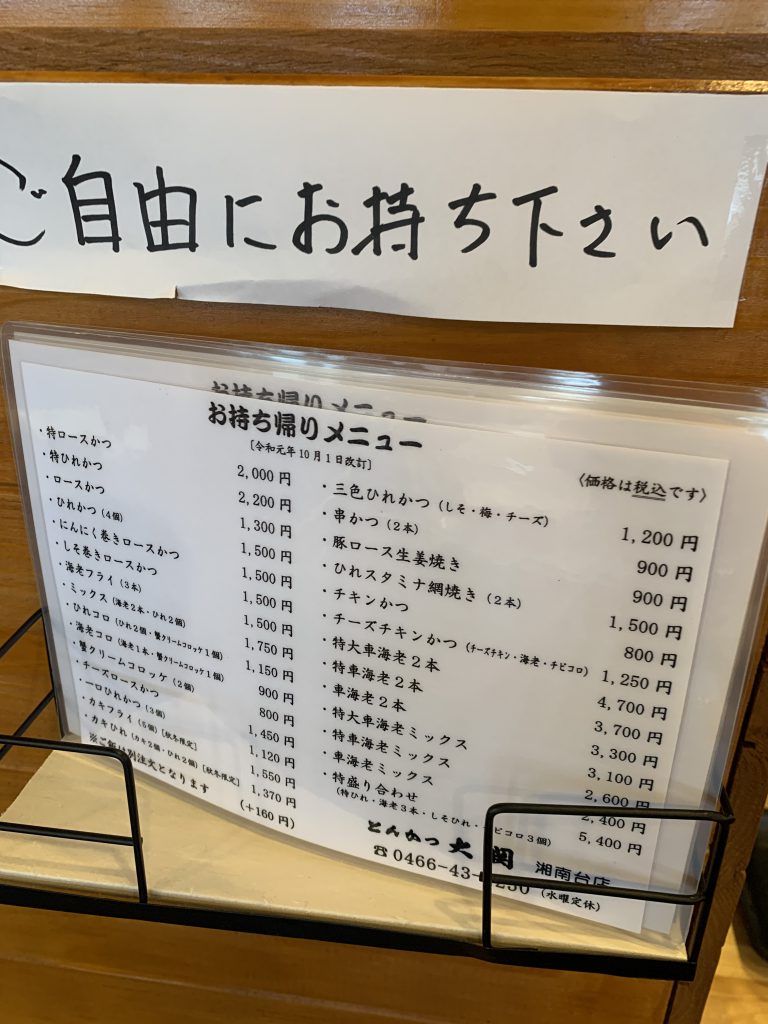 ご自由にお持ち下さい
お持ち帰りメニュー
お持ち帰りメニュー
[令和元年10月1日改訂]
〈価格は税込です〉
・特ロースかつ 2,000円
・特ひれかつ 2,200円
・ロースかつ 1,300円
・ひれかつ(4個) 1,500円
・にんにく巻きロースかつ 1,500円
・しそ巻きロースかつ 1,500円
・海老フライ(3本) 1,500円
・ミックス(海老2本・ひれ2個) 1,750円
・ひれコロ(ひれ2個・蟹クリームコロッケ1個) 1,150円
・海老コロ(海老1本・蟹クリームコロッケ1個) 900円
・蟹クリームコロッケ(2個) 800円
・チーズロースかつ 1,450円
・一口ひれかつ(3個) 1,120円
・カキフライ(5個)[秋冬限定] 1,550円
・カキひれ(カキ2個・ひれ2個)[秋冬限定] 1,370円
※ご飯は別注文となります (+160円)
・三色ひれかつ(しそ・梅・チーズ) 1,200円
・串かつ(2本) 900円
・豚ロース生姜焼き 900円
・ひれスタミナ網焼き(2本) 1,500円
・チキンかつ 800円
・チーズチキンかつ(チーズチキン・海老・チビコロ) 1,250円
・特大車海老2本 4,700円
・特車海老2本 3,700円
・車海老2本 3,300円
・特大車海老ミックス 3,100円
・特車海老ミックス 2,600円
・車海老ミックス 2,400円
・特盛り合わせ 5,400円
(特ひれ・海老3本・しそひれ・チビコロ3個)
とんかつ 大関 湘南台店
☎0466-43- (水曜定休)